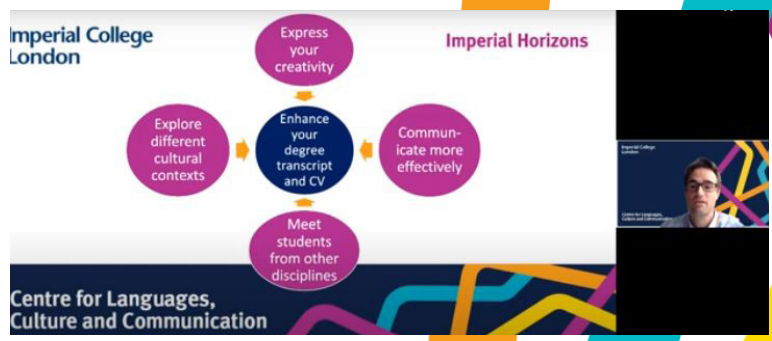 Imperial College
London
Imperial Horizons
Express
your
creativity
Explore
different
cultural
contexts
Enhance
your
degree
transcript
and CV
Commun-
icate more
effectively
Meet
students
from other
disciplines
Centre for Languages,
Culture and Communication
Imperial College
London
Centre for Languages,
Culture and Communication